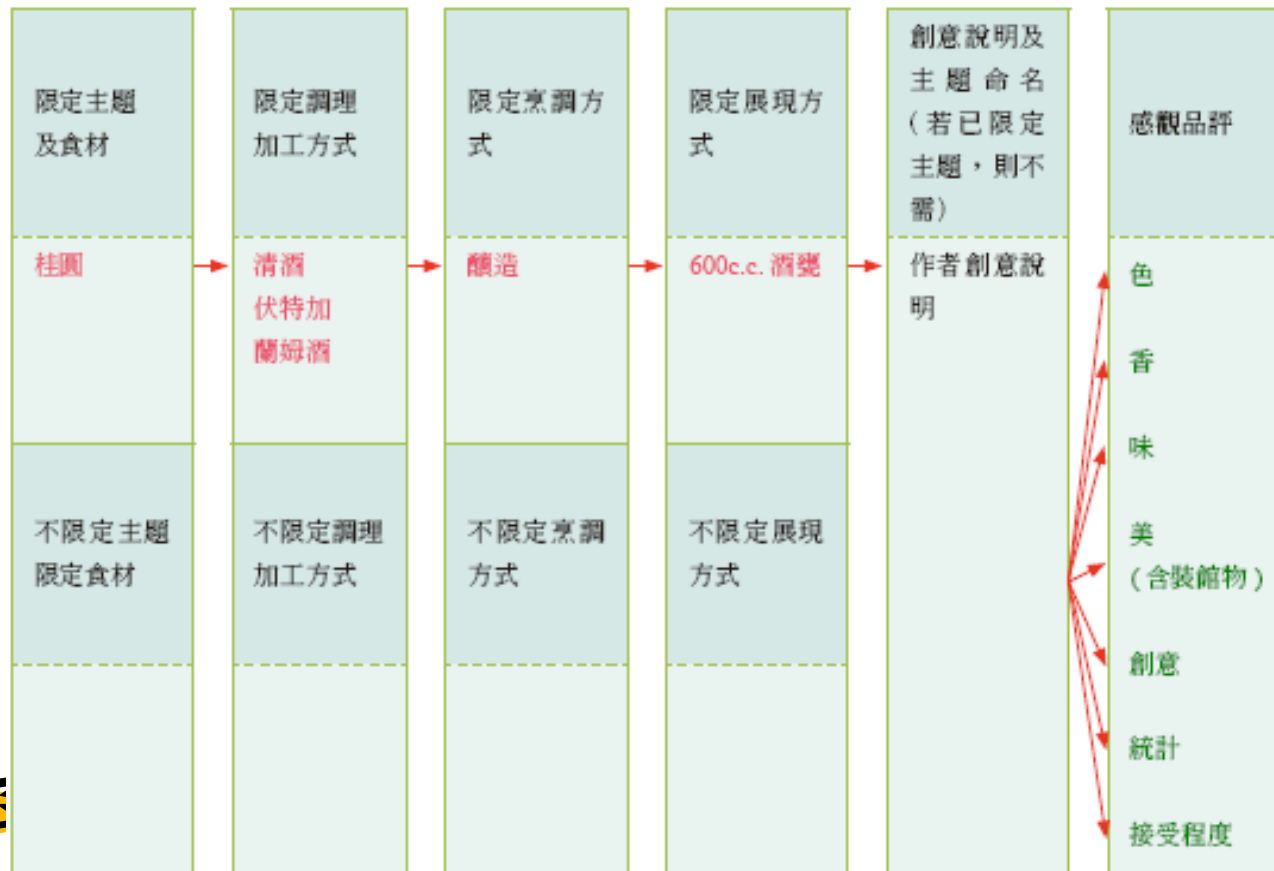 限定主題
及食材
桂圓
不限定主題
限定食材
限定調理
加工方式
清酒
伏特加
蘭姆酒
不限定調理
加工方式
限定烹調方
式
釀造
不限定烹調
方式
限定展現方
式
600c.c. 酒甕
不限定展現
方式
創意說明及
主題命名
(若已限定
主題，則不
需)
作者創意說
明
感觀品評
色
香
味
美
(含裝飾物)
創意
統計
接受程度